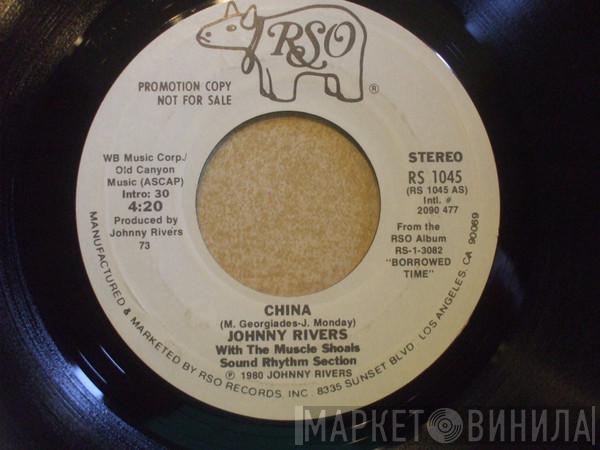 RSO
®
PROMOTION COPY
NOT FOR SALE
WB Music Corp./
Old Canyon
Music (ASCAP)
Intro: 30
4:20
Produced by
Johnny Rivers
73
STEREO
RS 1045
(RS 1045 AS)
Intl. #
2090 477
From the
RSO Album
RS-1-3082
"BORROWED
TIME"
CHINA
(M. Georgiades-J. Monday)
JOHNNY RIVERS
With The Muscle Shoals
Sound Rhythm Section
℗ 1980 JOHNNY RIVERS
MANUFACTURED & MARKETED BY RSO RECORDS, INC. 8335 SUNSET BLVD. LOS ANGELES, CA 90069
МАРКЕТ ВИНИЛА